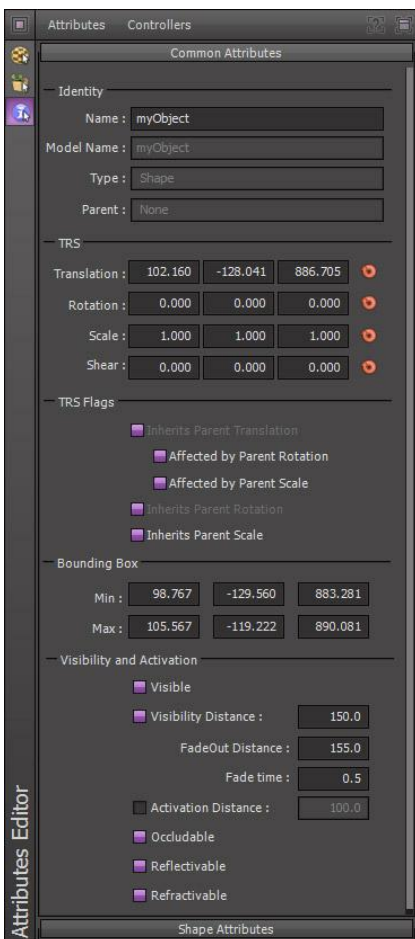 Attributes Controllers
Common Attributes
Identity
Name : myObject
Model Name : myObject
Type : Shape
Parent : None
TRS
Translation : 102.160 -128.041 886.705
Rotation : 0.000 0.000 0.000
Scale : 1.000 1.000 1.000
Shear : 0.000 0.000 0.000
TRS Flags
Inherits Parent Translation
Affected by Parent Rotation
Affected by Parent Scale
Inherits Parent Rotation
Inherits Parent Scale
Bounding Box
Min : 98.767 -129.560 883.281
Max : 105.567 -119.222 890.081
Visibility and Activation
Visible
Visibility Distance : 150.0
FadeOut Distance : 155.0
Fade time : 0.5
Activation Distance : 100.0
Occludable
Reflectivable
Refractivable
Shape Attributes
Attributes Editor